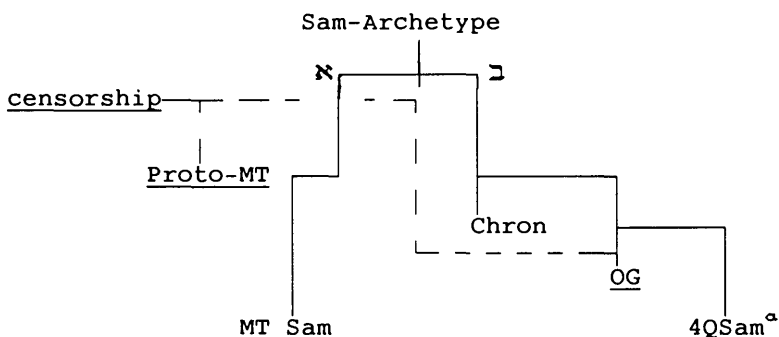 Sam-Archetype
א ב
censorship
Proto-MT
Chron
OG
MT Sam 4QSamᵃ